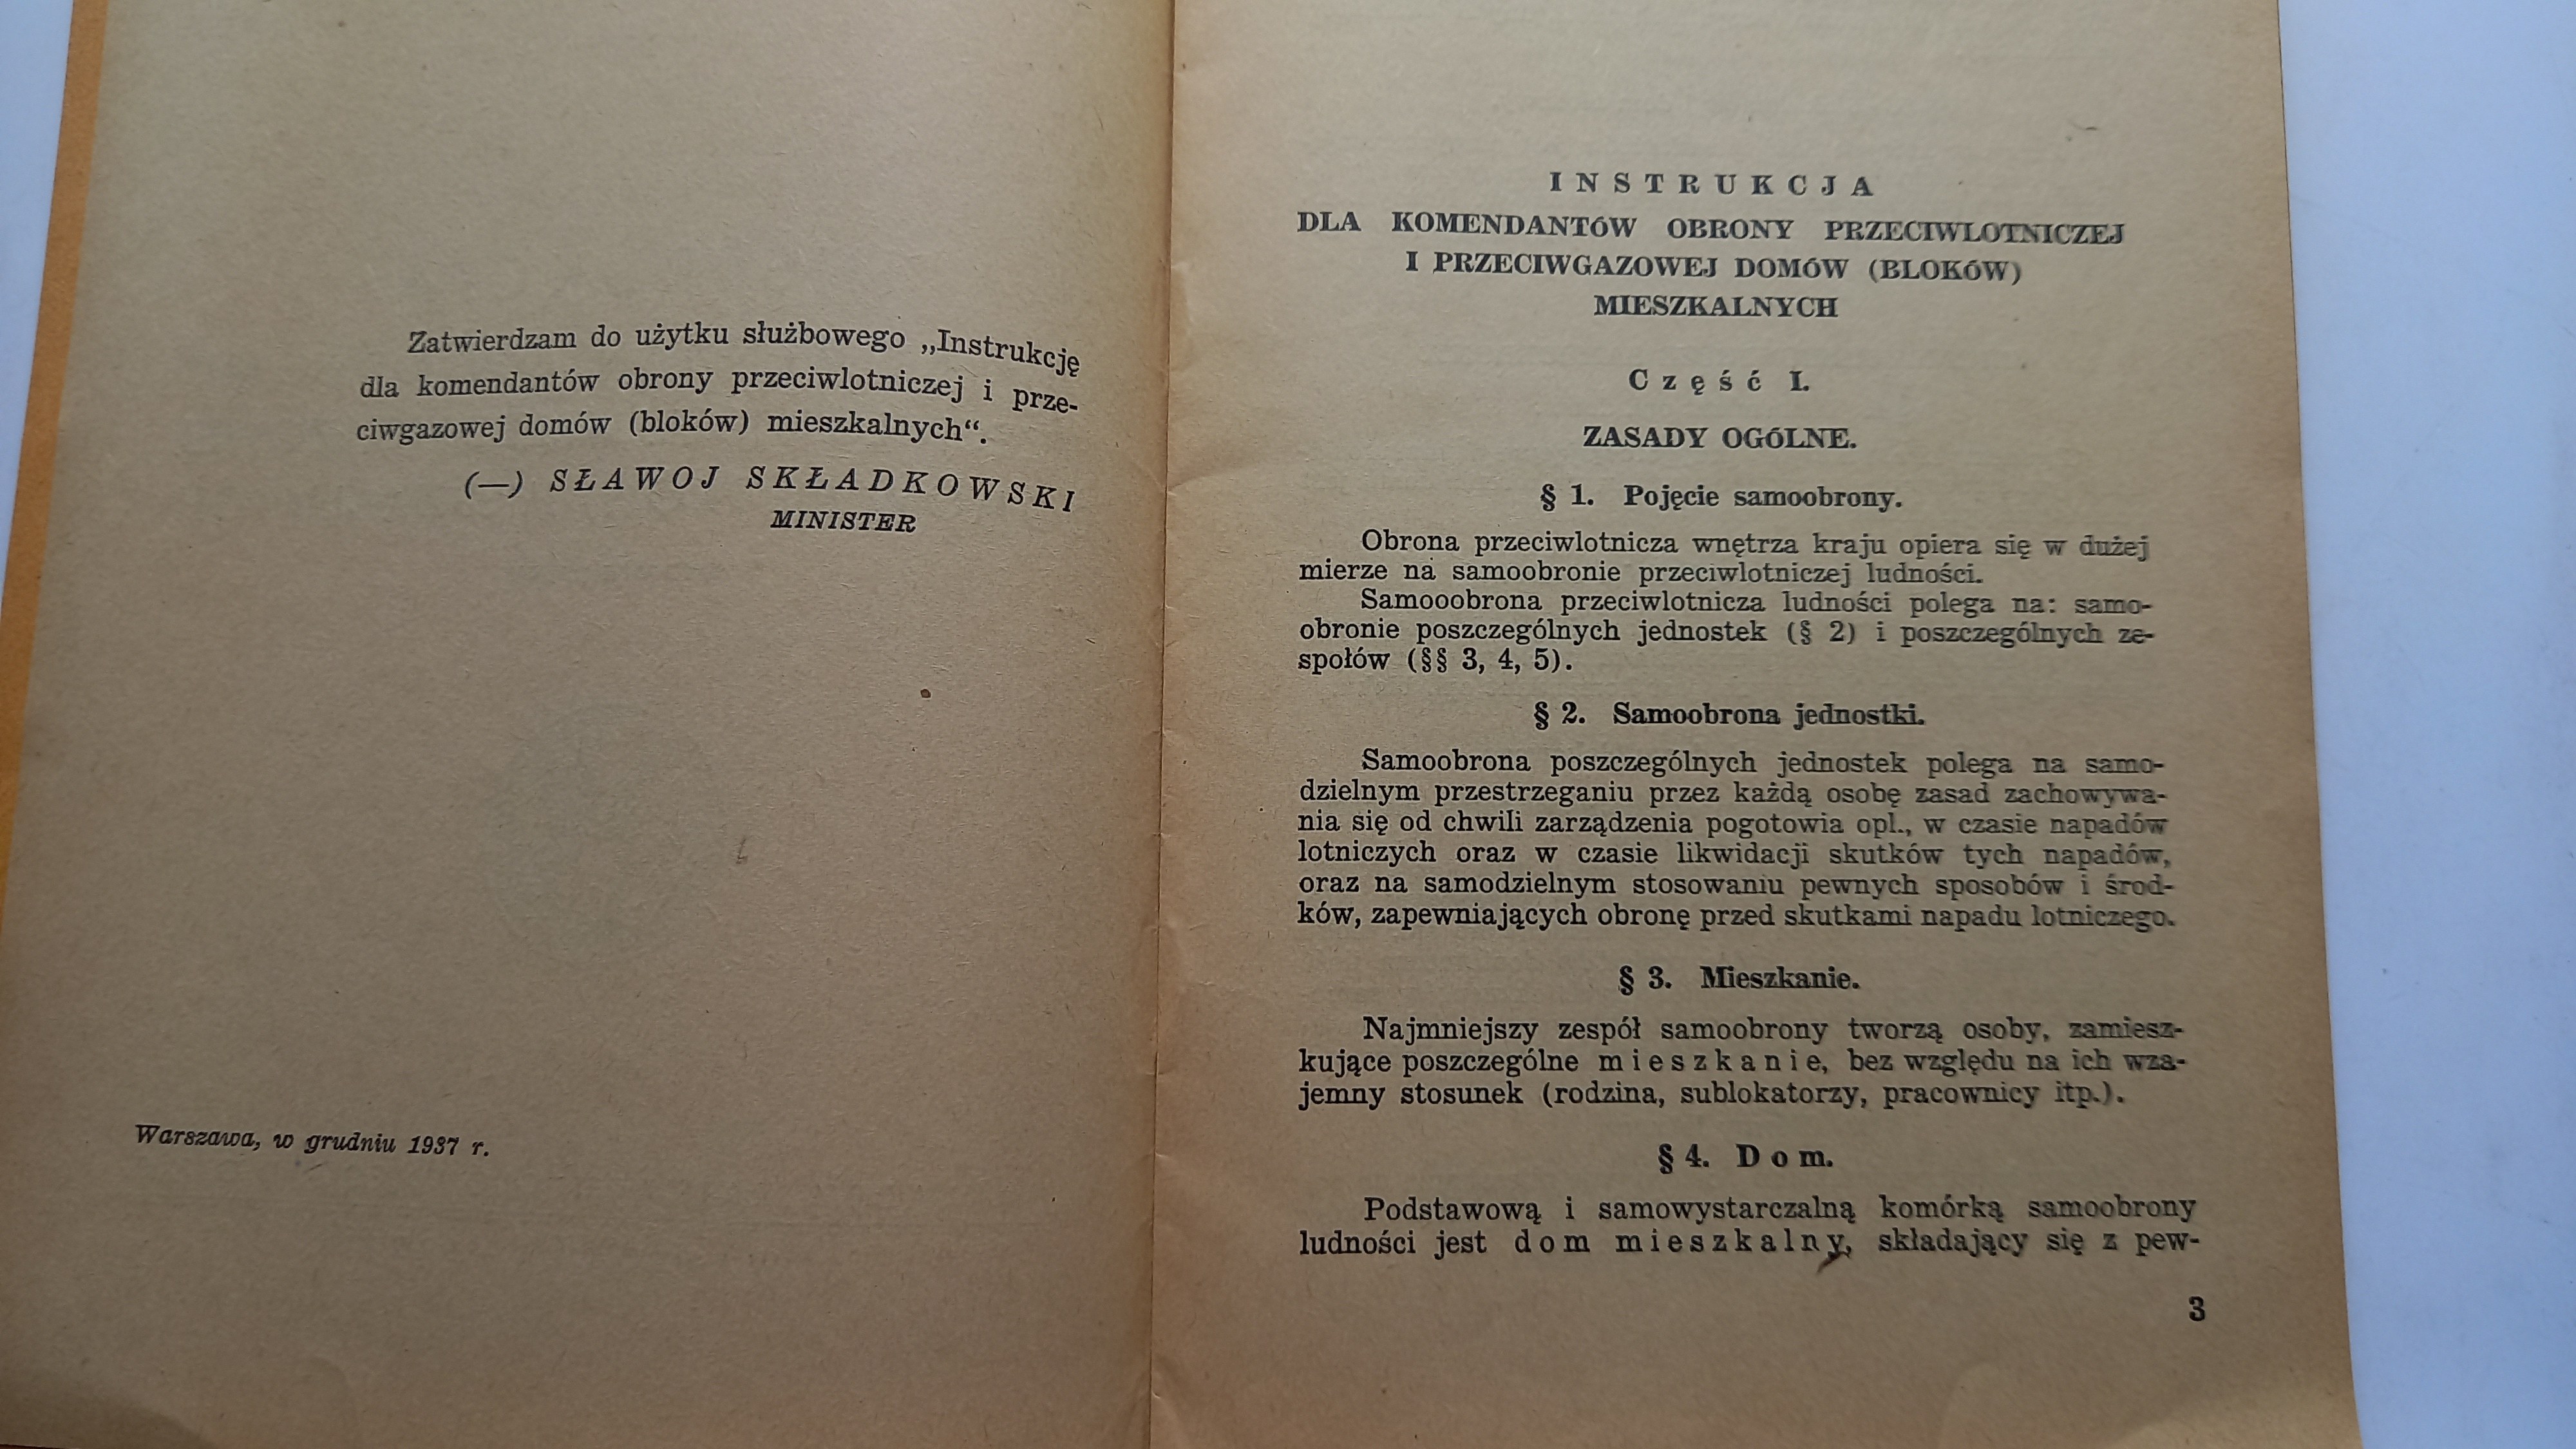 Zatwierdzam do użytku służbowego „Instrukcję
dla komendantów obrony przeciwlotniczej i prze-
ciwgazowej domów (bloków) mieszkalnych“.
(—) SŁAWOJ SKŁADKOWSKI
MINISTER
Warszawa, w grudniu 1937 r.
INSTRUKCJA
DLA KOMENDANTÓW OBRONY PRZECIWLOTNICZEJ
I PRZECIWGAZOWEJ DOMÓW (BLOKÓW)
MIESZKALNYCH
Część I.
ZASADY OGÓLNE.
§ 1. Pojęcie samoobrony.
Obrona przeciwlotnicza wnętrza kraju opiera się w dużej
mierze na samoobronie przeciwlotniczej ludności.
Samooobrona przeciwlotnicza ludności polega na: samo-
obronie poszczególnych jednostek (§ 2) i poszczególnych ze-
społów (§§ 3, 4, 5).
§ 2. Samoobrona jednostki.
Samoobrona poszczególnych jednostek polega na samo-
dzielnym przestrzeganiu przez każdą osobę zasad zachowywa-
nia się od chwili zarządzenia pogotowia opl., w czasie napadów
lotniczych oraz w czasie likwidacji skutków tych napadów,
oraz na samodzielnym stosowaniu pewnych sposobów i środ-
ków, zapewniających obronę przed skutkami napadu lotniczego.
§ 3. Mieszkanie.
Najmniejszy zespół samoobrony tworzą osoby, zamiesz-
kujące poszczególne mieszkanie, bez względu na ich wza-
jemny stosunek (rodzina, sublokatorzy, pracownicy itp.).
§ 4. Dom.
Podstawową i samowystarczalną komórką samoobrony
ludności jest dom mieszkalny, składający się z pew-
3